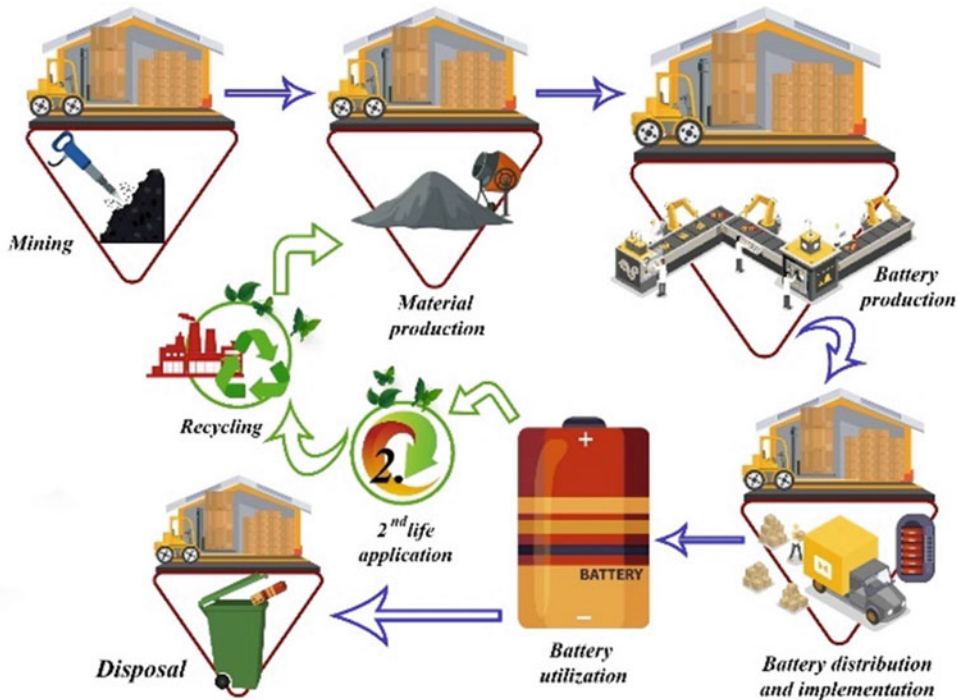 Mining
Material
production
Battery
production
Recycling
2.
2nd life
application
+
BATTERY
−
Disposal
Battery
utilization
Battery distribution
and implementation